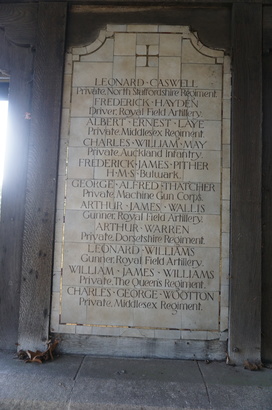 LEONARD · CASWELL
Private, North Staffordshire Regiment.
FREDERICK · HAYDEN
Driver, Royal Field Artillery.
ALBERT · ERNEST · LAYE
Private, Middlesex Regiment.
CHARLES · WILLIAM · MAY
Private, Auckland Infantry.
FREDERICK · JAMES · PITHER
H·M·S· Bulwark.
GEORGE · ALFRED · THATCHER
Private, Machine Gun Corps.
ARTHUR · JAMES · WALLIS
Gunner, Royal Field Artillery.
ARTHUR · WARREN
Private, Dorsetshire Regiment.
LEONARD · WILLIAMS
Gunner, Royal Field Artillery.
WILLIAM · JAMES · WILLIAMS
Private, The Queen's Regiment.
CHARLES · GEORGE · WOOTTON
Private, Middlesex Regiment.